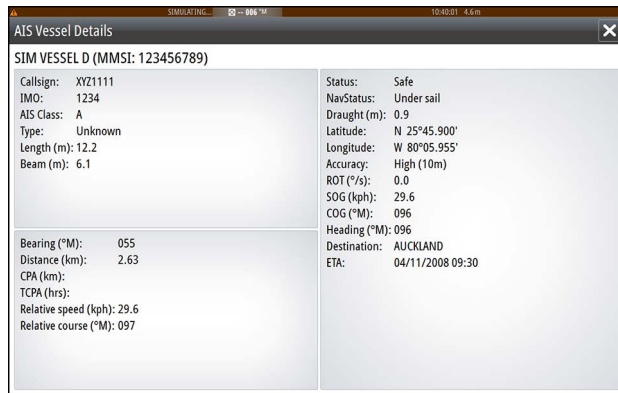 SIMULATING... -- 006 °M 10:40:01 4.6 m
AIS Vessel Details
SIM VESSEL D (MMSI: 123456789)
Callsign: XYZ1111
IMO: 1234
AIS Class: A
Type: Unknown
Length (m): 12.2
Beam (m): 6.1
Bearing (°M): 055
Distance (km): 2.63
CPA (km):
TCPA (hrs):
Relative speed (kph): 29.6
Relative course (°M): 097
Status: Safe
NavStatus: Under sail
Draught (m): 0.9
Latitude: N 25°45.900'
Longitude: W 80°05.955'
Accuracy: High (10m)
ROT (°/s): 0.0
SOG (kph): 29.6
COG (°M): 096
Heading (°M): 096
Destination: AUCKLAND
ETA: 04/11/2008 09:30